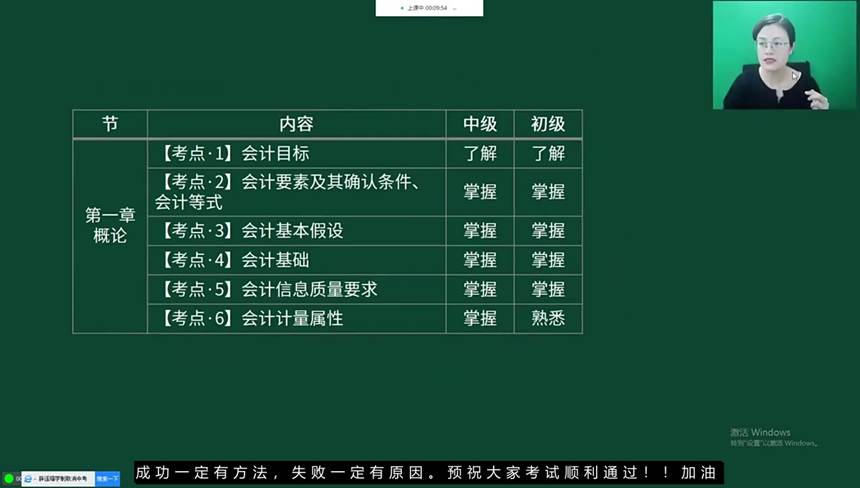 上课中 00:09:54
节 内容 中级 初级
【考点·1】会计目标 了解 了解
【考点·2】会计要素及其确认条件、
会计等式 掌握 掌握
第一章
概论
【考点·3】会计基本假设 掌握 掌握
【考点·4】会计基础 掌握 掌握
【考点·5】会计信息质量要求 掌握 掌握
【考点·6】会计计量属性 掌握 熟悉
激活 Windows
转到“设置”以激活 Windows。
搜索一下
成功一定有方法，失败一定有原因。预祝大家考试顺利通过！！加油